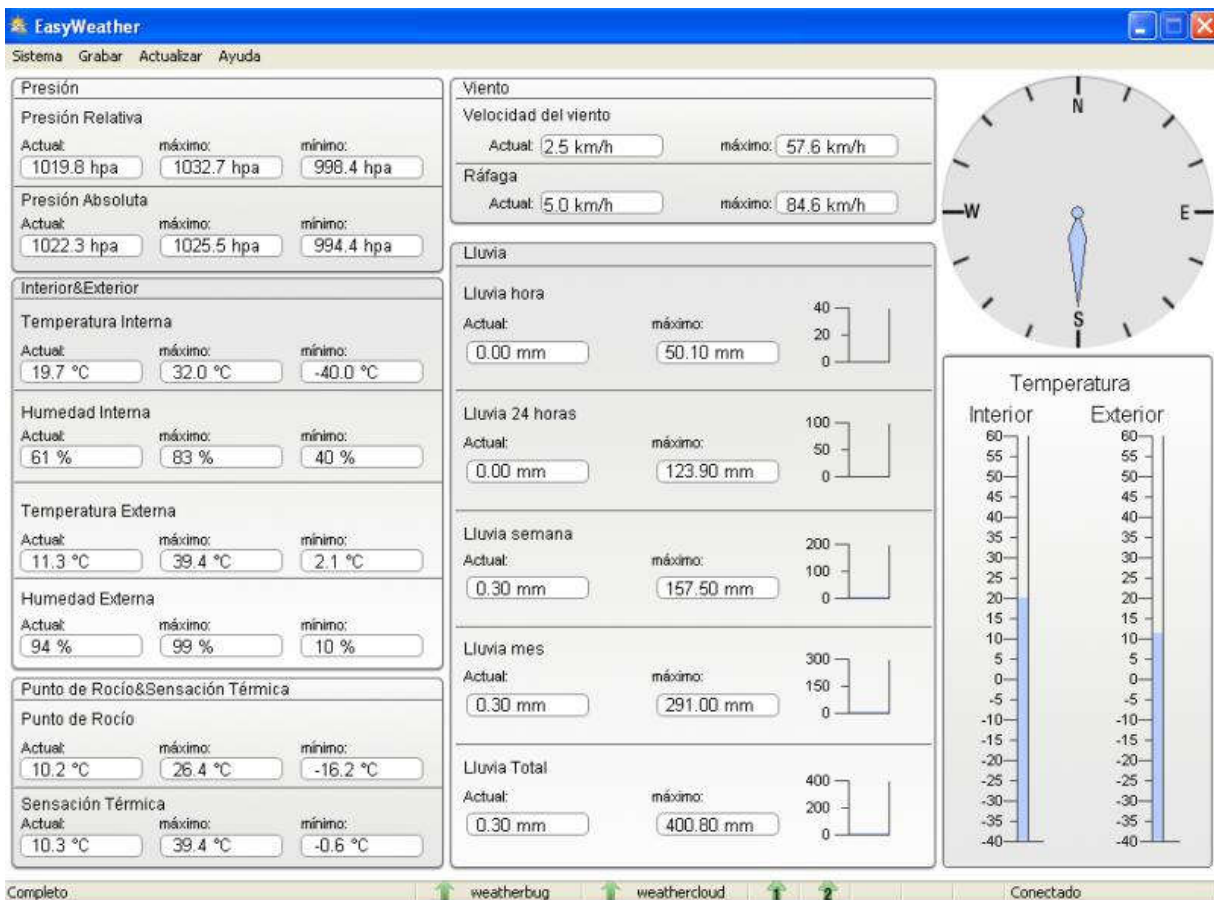 EasyWeather
Sistema Grabar Actualizar Ayuda
Presión
Presión Relativa
Actual: máximo: mínimo:
1019.8 hpa 1032.7 hpa 998.4 hpa
Presión Absoluta
Actual: máximo: mínimo:
1022.3 hpa 1025.5 hpa 994.4 hpa
Interior&Exterior
Temperatura Interna
Actual: máximo: mínimo:
19.7 °C 32.0 °C -40.0 °C
Humedad Interna
Actual: máximo: mínimo:
61 % 83 % 40 %
Temperatura Externa
Actual: máximo: mínimo:
11.3 °C 39.4 °C 2.1 °C
Humedad Externa
Actual: máximo: mínimo:
94 % 99 % 10 %
Punto de Rocío&Sensación Térmica
Punto de Rocío
Actual: máximo: mínimo:
10.2 °C 26.4 °C -16.2 °C
Sensación Térmica
Actual: máximo: mínimo:
10.3 °C 39.4 °C -0.6 °C
Viento
Velocidad del viento
Actual: 2.5 km/h máximo: 57.6 km/h
Ráfaga
Actual: 5.0 km/h máximo: 84.6 km/h
Lluvia
Lluvia hora
Actual: máximo:
0.00 mm 50.10 mm
40
20
0
Lluvia 24 horas
Actual: máximo:
0.00 mm 123.90 mm
100
50
0
Lluvia semana
Actual: máximo:
0.30 mm 157.50 mm
200
100
0
Lluvia mes
Actual: máximo:
0.30 mm 291.00 mm
300
150
0
Lluvia Total
Actual: máximo:
0.30 mm 400.80 mm
400
200
0
N
W E
S
Temperatura
Interior Exterior
60 60
55 55
50 50
45 45
40 40
35 35
30 30
25 25
20 20
15 15
10 10
5 5
0 0
-5 -5
-10 -10
-15 -15
-20 -20
-25 -25
-30 -30
-35 -35
-40 -40
Completo weatherbug weathercloud 1 2 Conectado